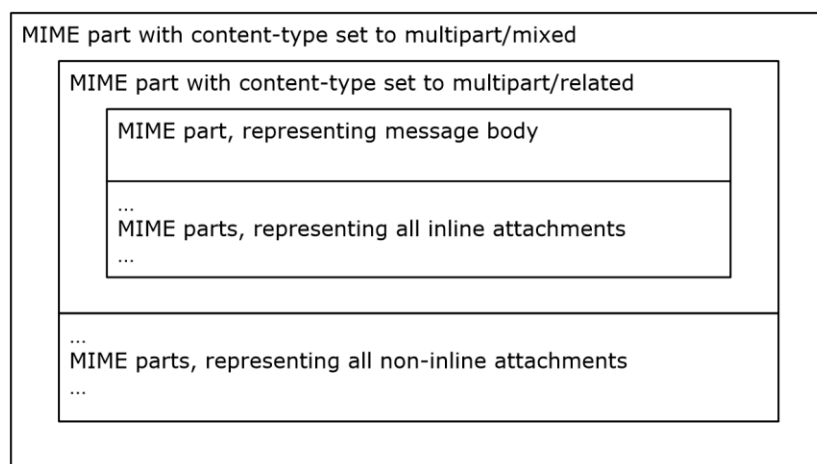 MIME part with content-type set to multipart/mixed
MIME part with content-type set to multipart/related
MIME part, representing message body
...
MIME parts, representing all inline attachments
...
...
MIME parts, representing all non-inline attachments
...